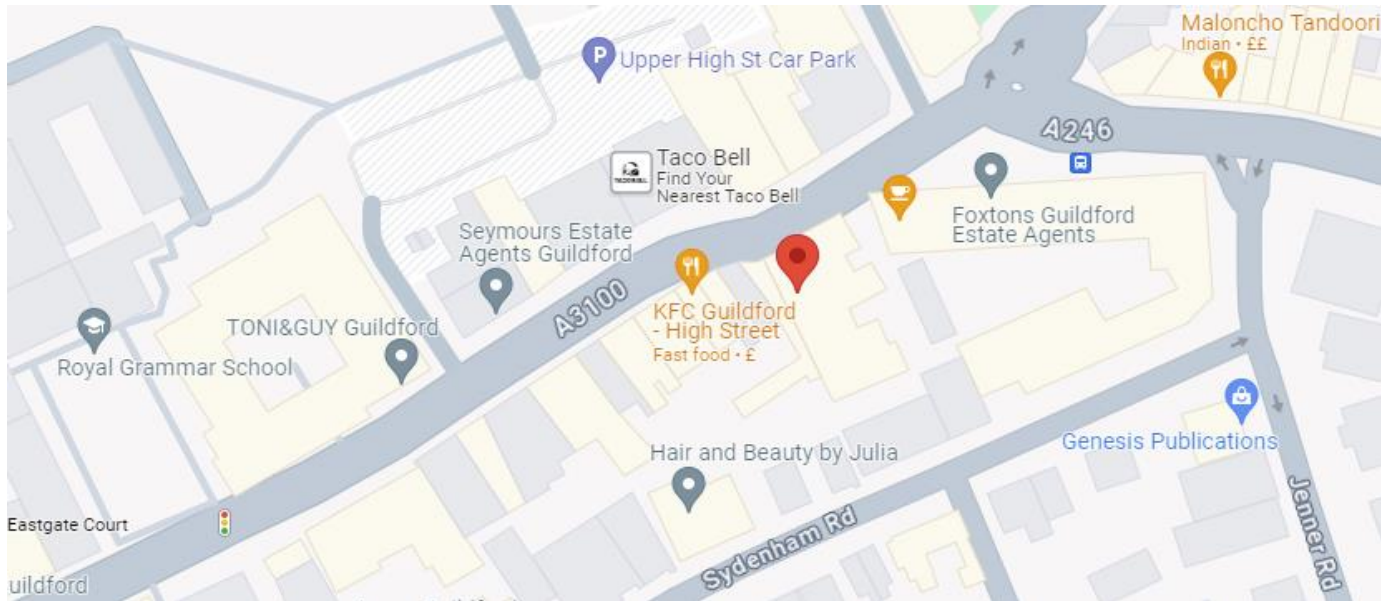 Maloncho Tandoori
Indian • ££
P
Upper High St Car Park
A246
Taco Bell
Find Your
Nearest Taco Bell
TACO BELL
Foxtons Guildford
Estate Agents
Seymours Estate
Agents Guildford
A3100
KFC Guildford
- High Street
Fast food • £
TONI&GUY Guildford
Royal Grammar School
Genesis Publications
Hair and Beauty by Julia
Jenner Rd
Eastgate Court
Sydenham Rd
uildford